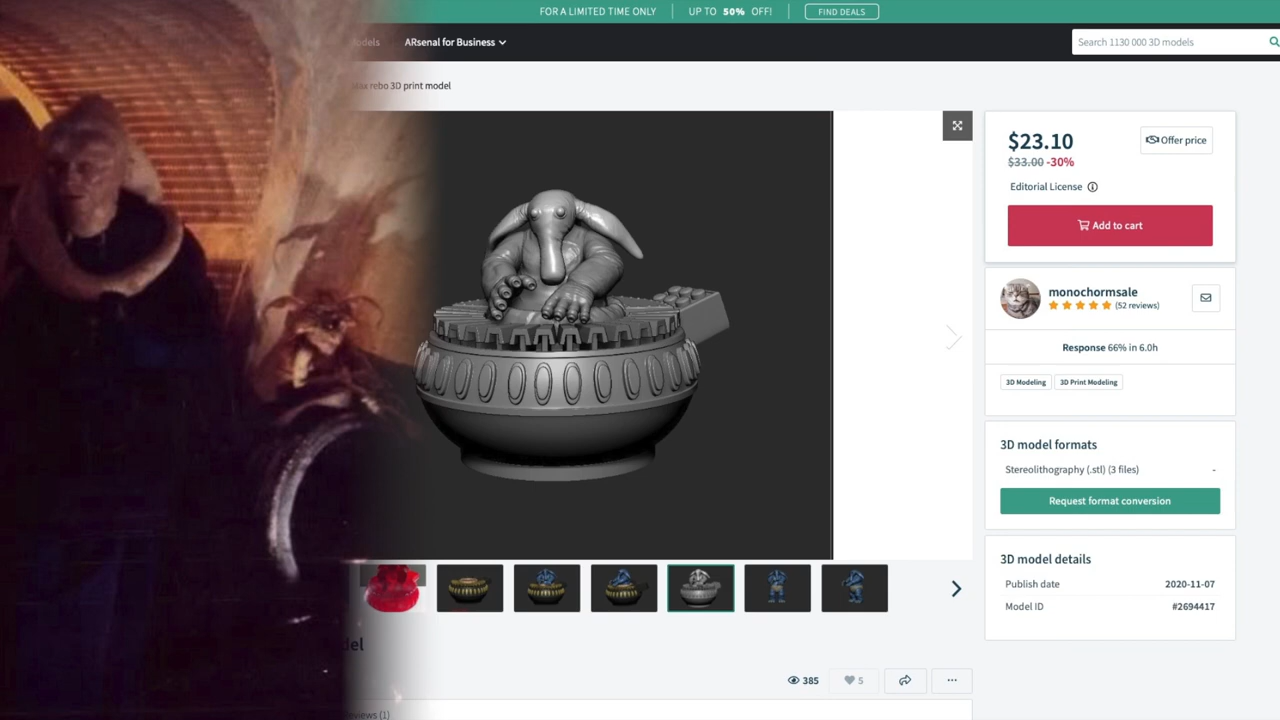 FOR A LIMITED TIME ONLY
UP TO 50% OFF!
FIND DEALS
ARsenal for Business
Search 1130 000 3D models
rebo 3D print model
$23.10
Offer price
$33.00 -30%
Editorial License
Add to cart
monochormsale
(52 reviews)
Response 66% in 6.0h
3D Modeling
3D Print Modeling
3D model formats
Stereolithography (.stl) (3 files) -
Request format conversion
3D model details
Publish date 2020-11-07
Model ID #2694417
385
5
(1)